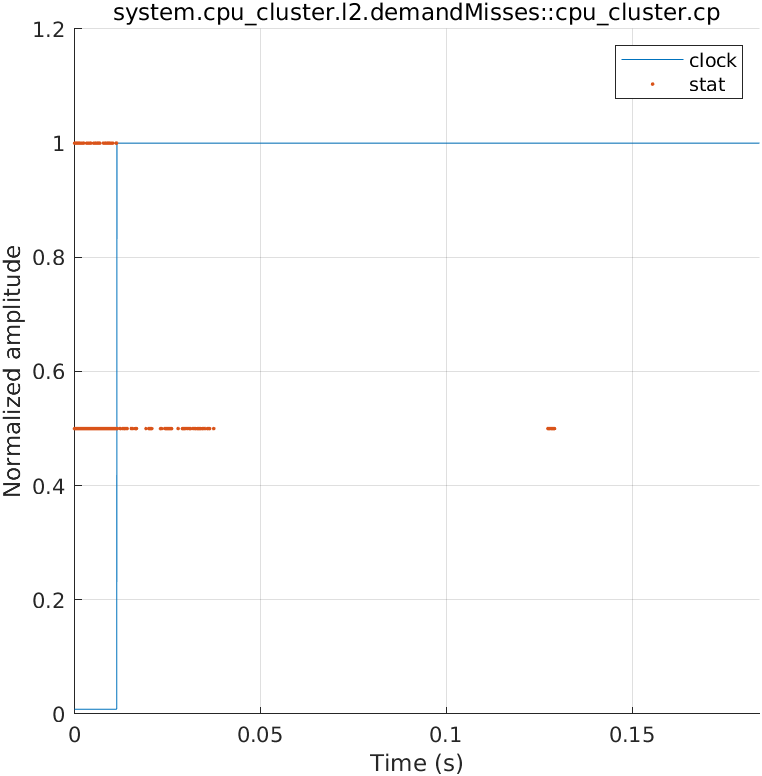 system.cpu_cluster.l2.demandMisses::cpu_cluster.cp
1.2
clock
stat
1
0.8
0.6
0.4
0.2
0
Normalized amplitude
0
0.05
0.1
0.15
Time (s)